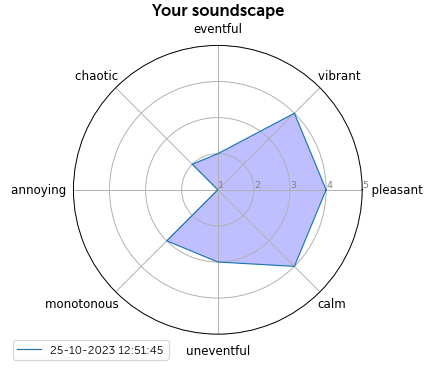 Your soundscape
eventful
chaotic
vibrant
annoying
1 2 3 4 5
pleasant
monotonous
calm
uneventful
25-10-2023 12:51:45